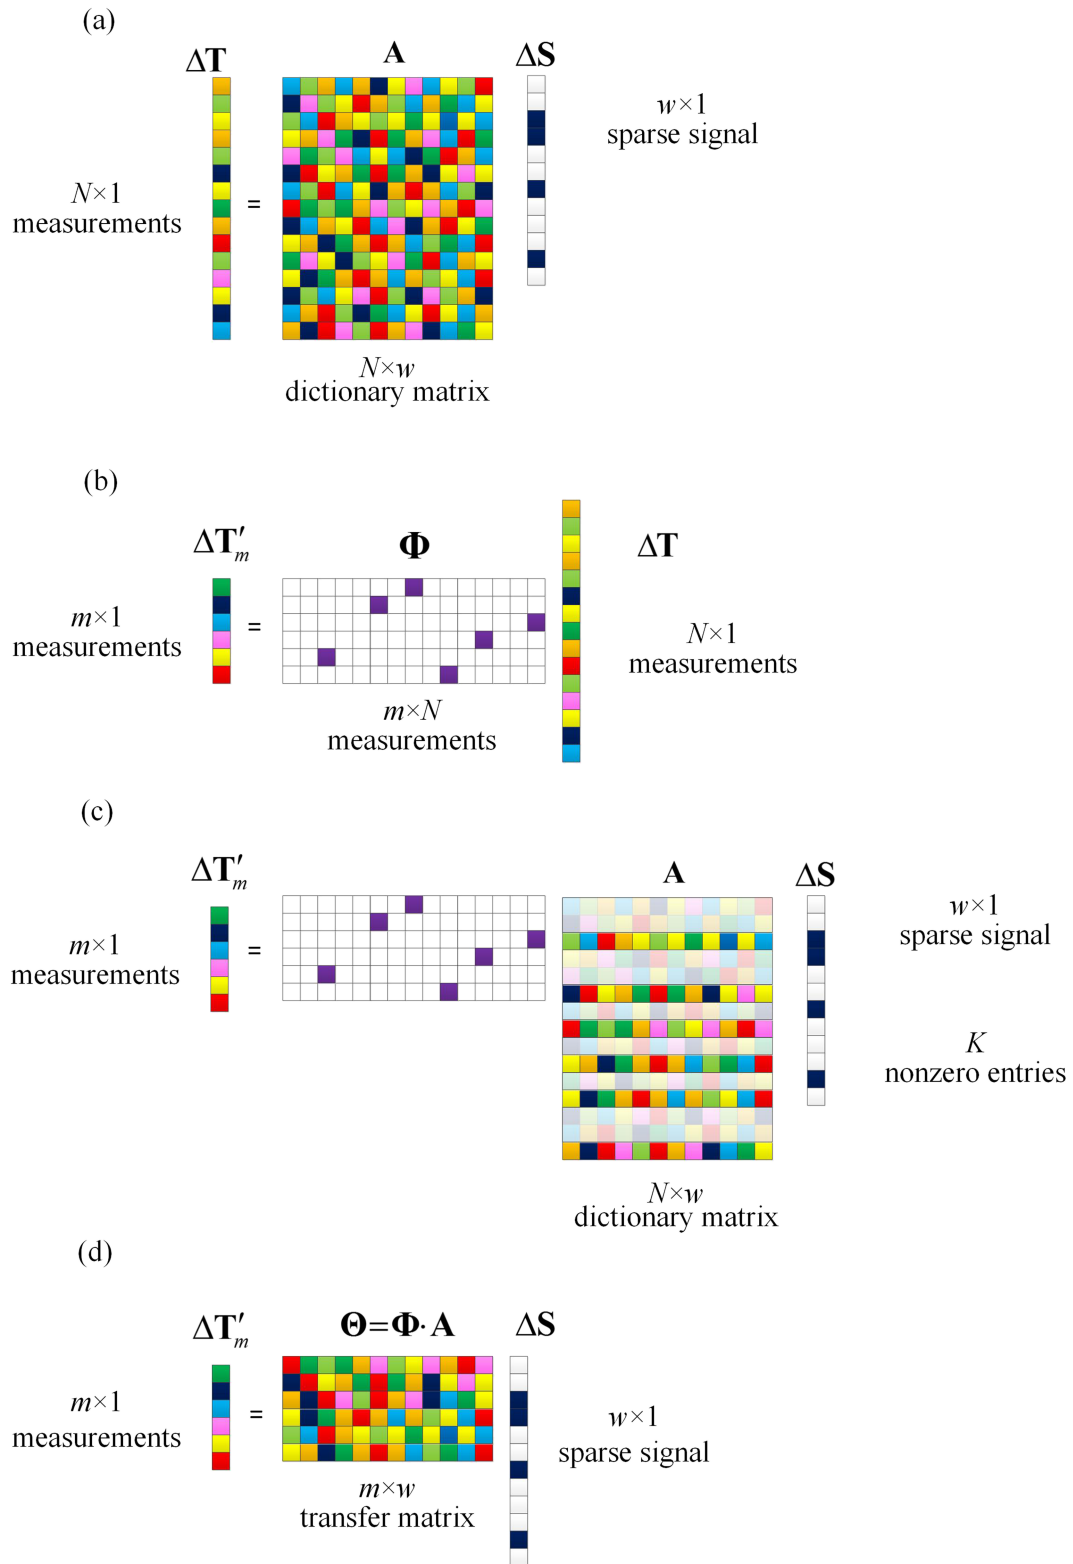 (a)
ΔT
A
ΔS
w×1
sparse signal
N×1
measurements
=
N×w
dictionary matrix
(b)
ΔT′m
Φ
ΔT
m×1
measurements
=
N×1
measurements
m×N
measurements
(c)
ΔT′m
A
ΔS
w×1
sparse signal
m×1
measurements
=
K
nonzero entries
N×w
dictionary matrix
(d)
ΔT′m
Θ=Φ·A
ΔS
m×1
measurements
=
w×1
sparse signal
m×w
transfer matrix